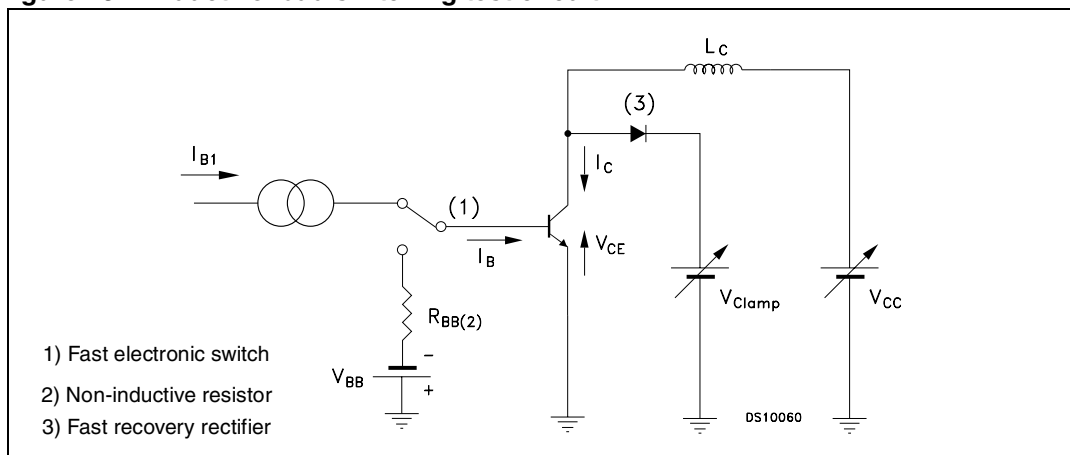 L_C
(3)
I_B1
I_C
(1)
I_B
V_CE
V_Clamp
V_CC
R_BB(2)
−
V_BB
+
1) Fast electronic switch
2) Non-inductive resistor
3) Fast recovery rectifier
DS10060